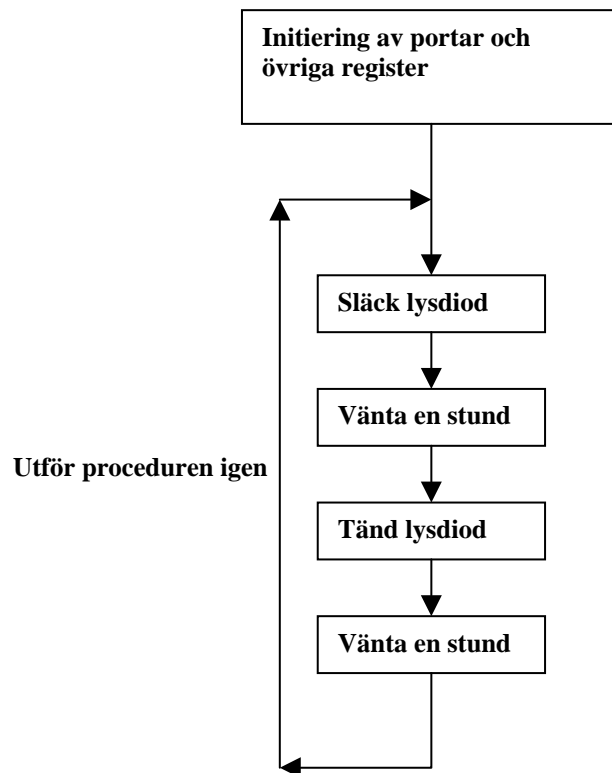 Initiering av portar och
övriga register
Släck lysdiod
Vänta en stund
Utför proceduren igen
Tänd lysdiod
Vänta en stund